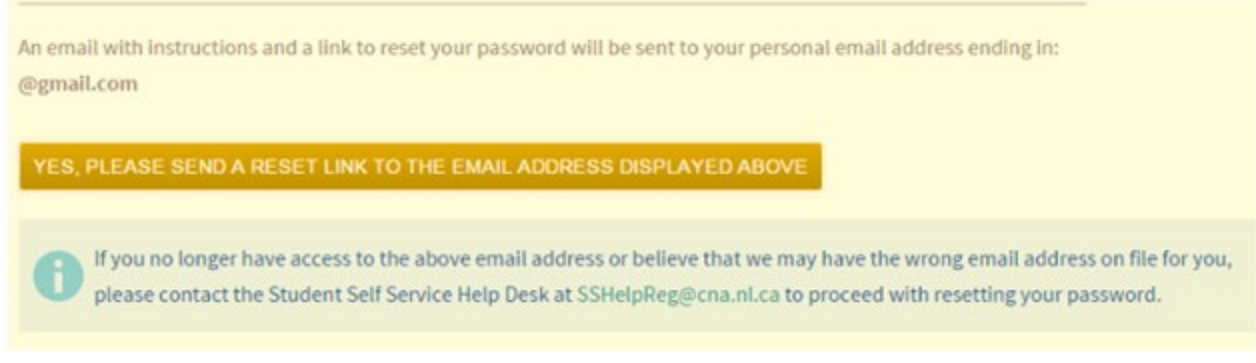 An email with instructions and a link to reset your password will be sent to your personal email address ending in:
@gmail.com
YES, PLEASE SEND A RESET LINK TO THE EMAIL ADDRESS DISPLAYED ABOVE
If you no longer have access to the above email address or believe that we may have the wrong email address on file for you,
please contact the Student Self Service Help Desk at SSHelpReg@cna.nl.ca to proceed with resetting your password.